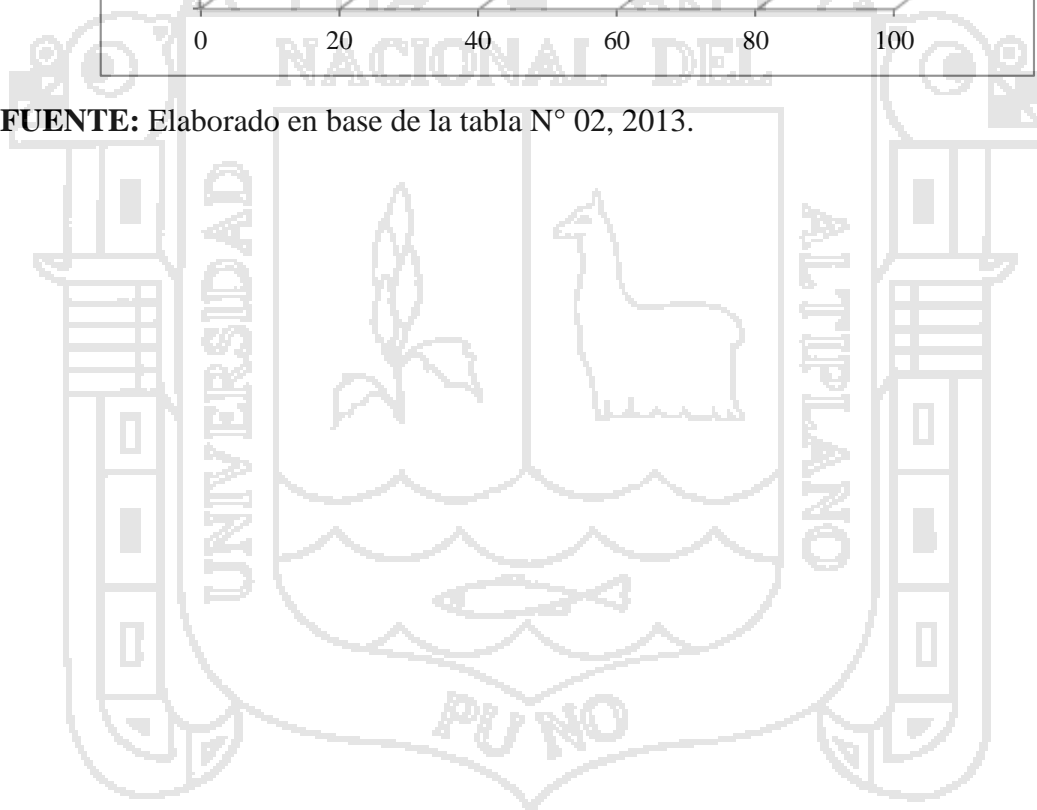 0 20 40 60 80 100
NACIONAL DEL
FUENTE: Elaborado en base de la tabla N° 02, 2013.
UNIVERSIDAD
ALTIPLANO
PUNO